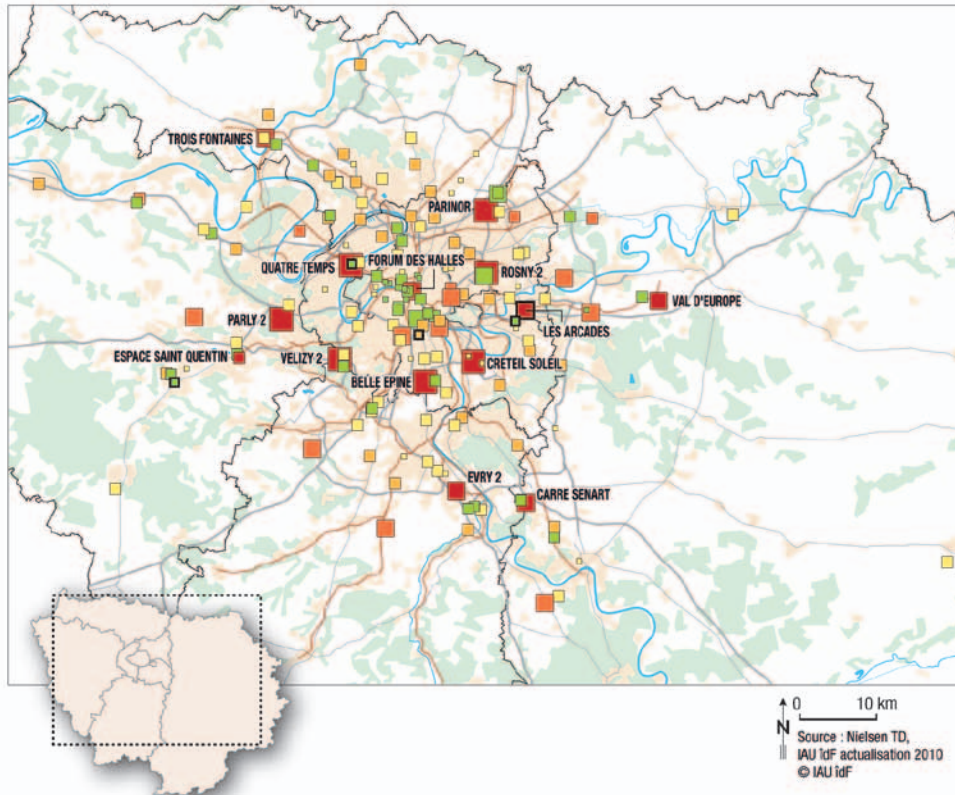 TROIS FONTAINES
PARINOR
QUATRE TEMPS
FORUM DES HALLES
ROSNY 2
VAL D'EUROPE
PARLY 2
LES ARCADES
ESPACE SAINT QUENTIN
VELIZY 2
CRETEIL SOLEIL
BELLE EPINE
EVRY 2
CARRE SENART
0 10 km
N
Source : Nielsen TD,
IAU îdF actualisation 2010
© IAU îdF